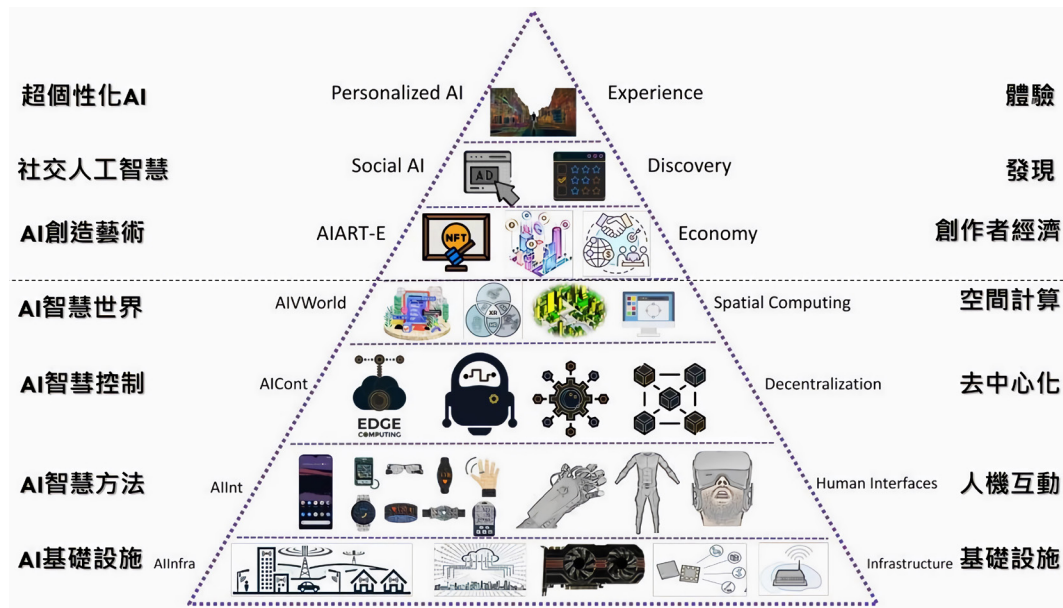 超個性化AI
Personalized AI
Experience
體驗
社交人工智慧
Social AI
AD
Discovery
發現
AI創造藝術
AIART-E
NFT
Economy
創作者經濟
AI智慧世界
AIVWorld
XR
Spatial Computing
空間計算
AI智彗控制
AICont
EDGE
COMPUTING
Decentralization
去中心化
AI智慧方法
AIInt
Human Interfaces
人機互動
AI基礎設施
AIInfra
Infrastructure
基礎設施